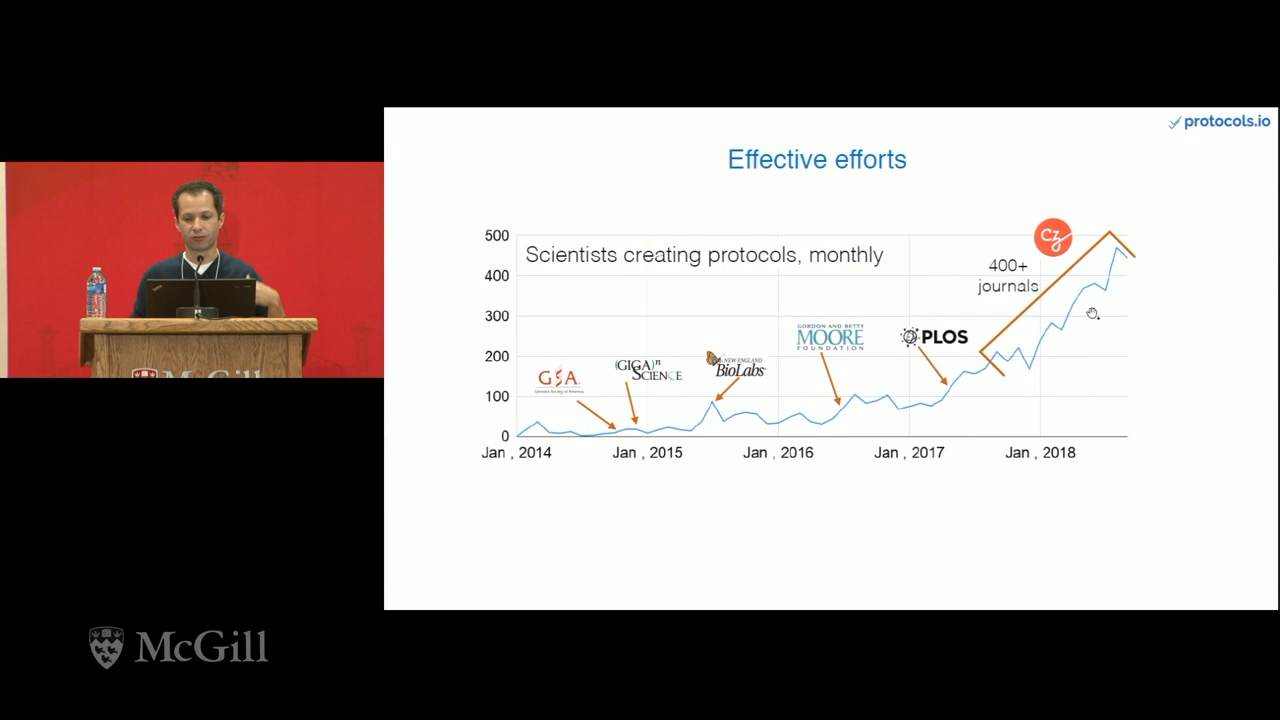 protocols.io
Effective efforts
Scientists creating protocols, monthly
500
400
300
200
100
0
Jan , 2014
Jan , 2015
Jan , 2016
Jan , 2017
Jan , 2018
GSA
Genetics Society of America
(GIGA)n
SCIENCE
NEW ENGLAND
BioLabs
GORDON AND BETTY
MOORE
FOUNDATION
PLOS
400+
journals
CZ
McGill
McGill